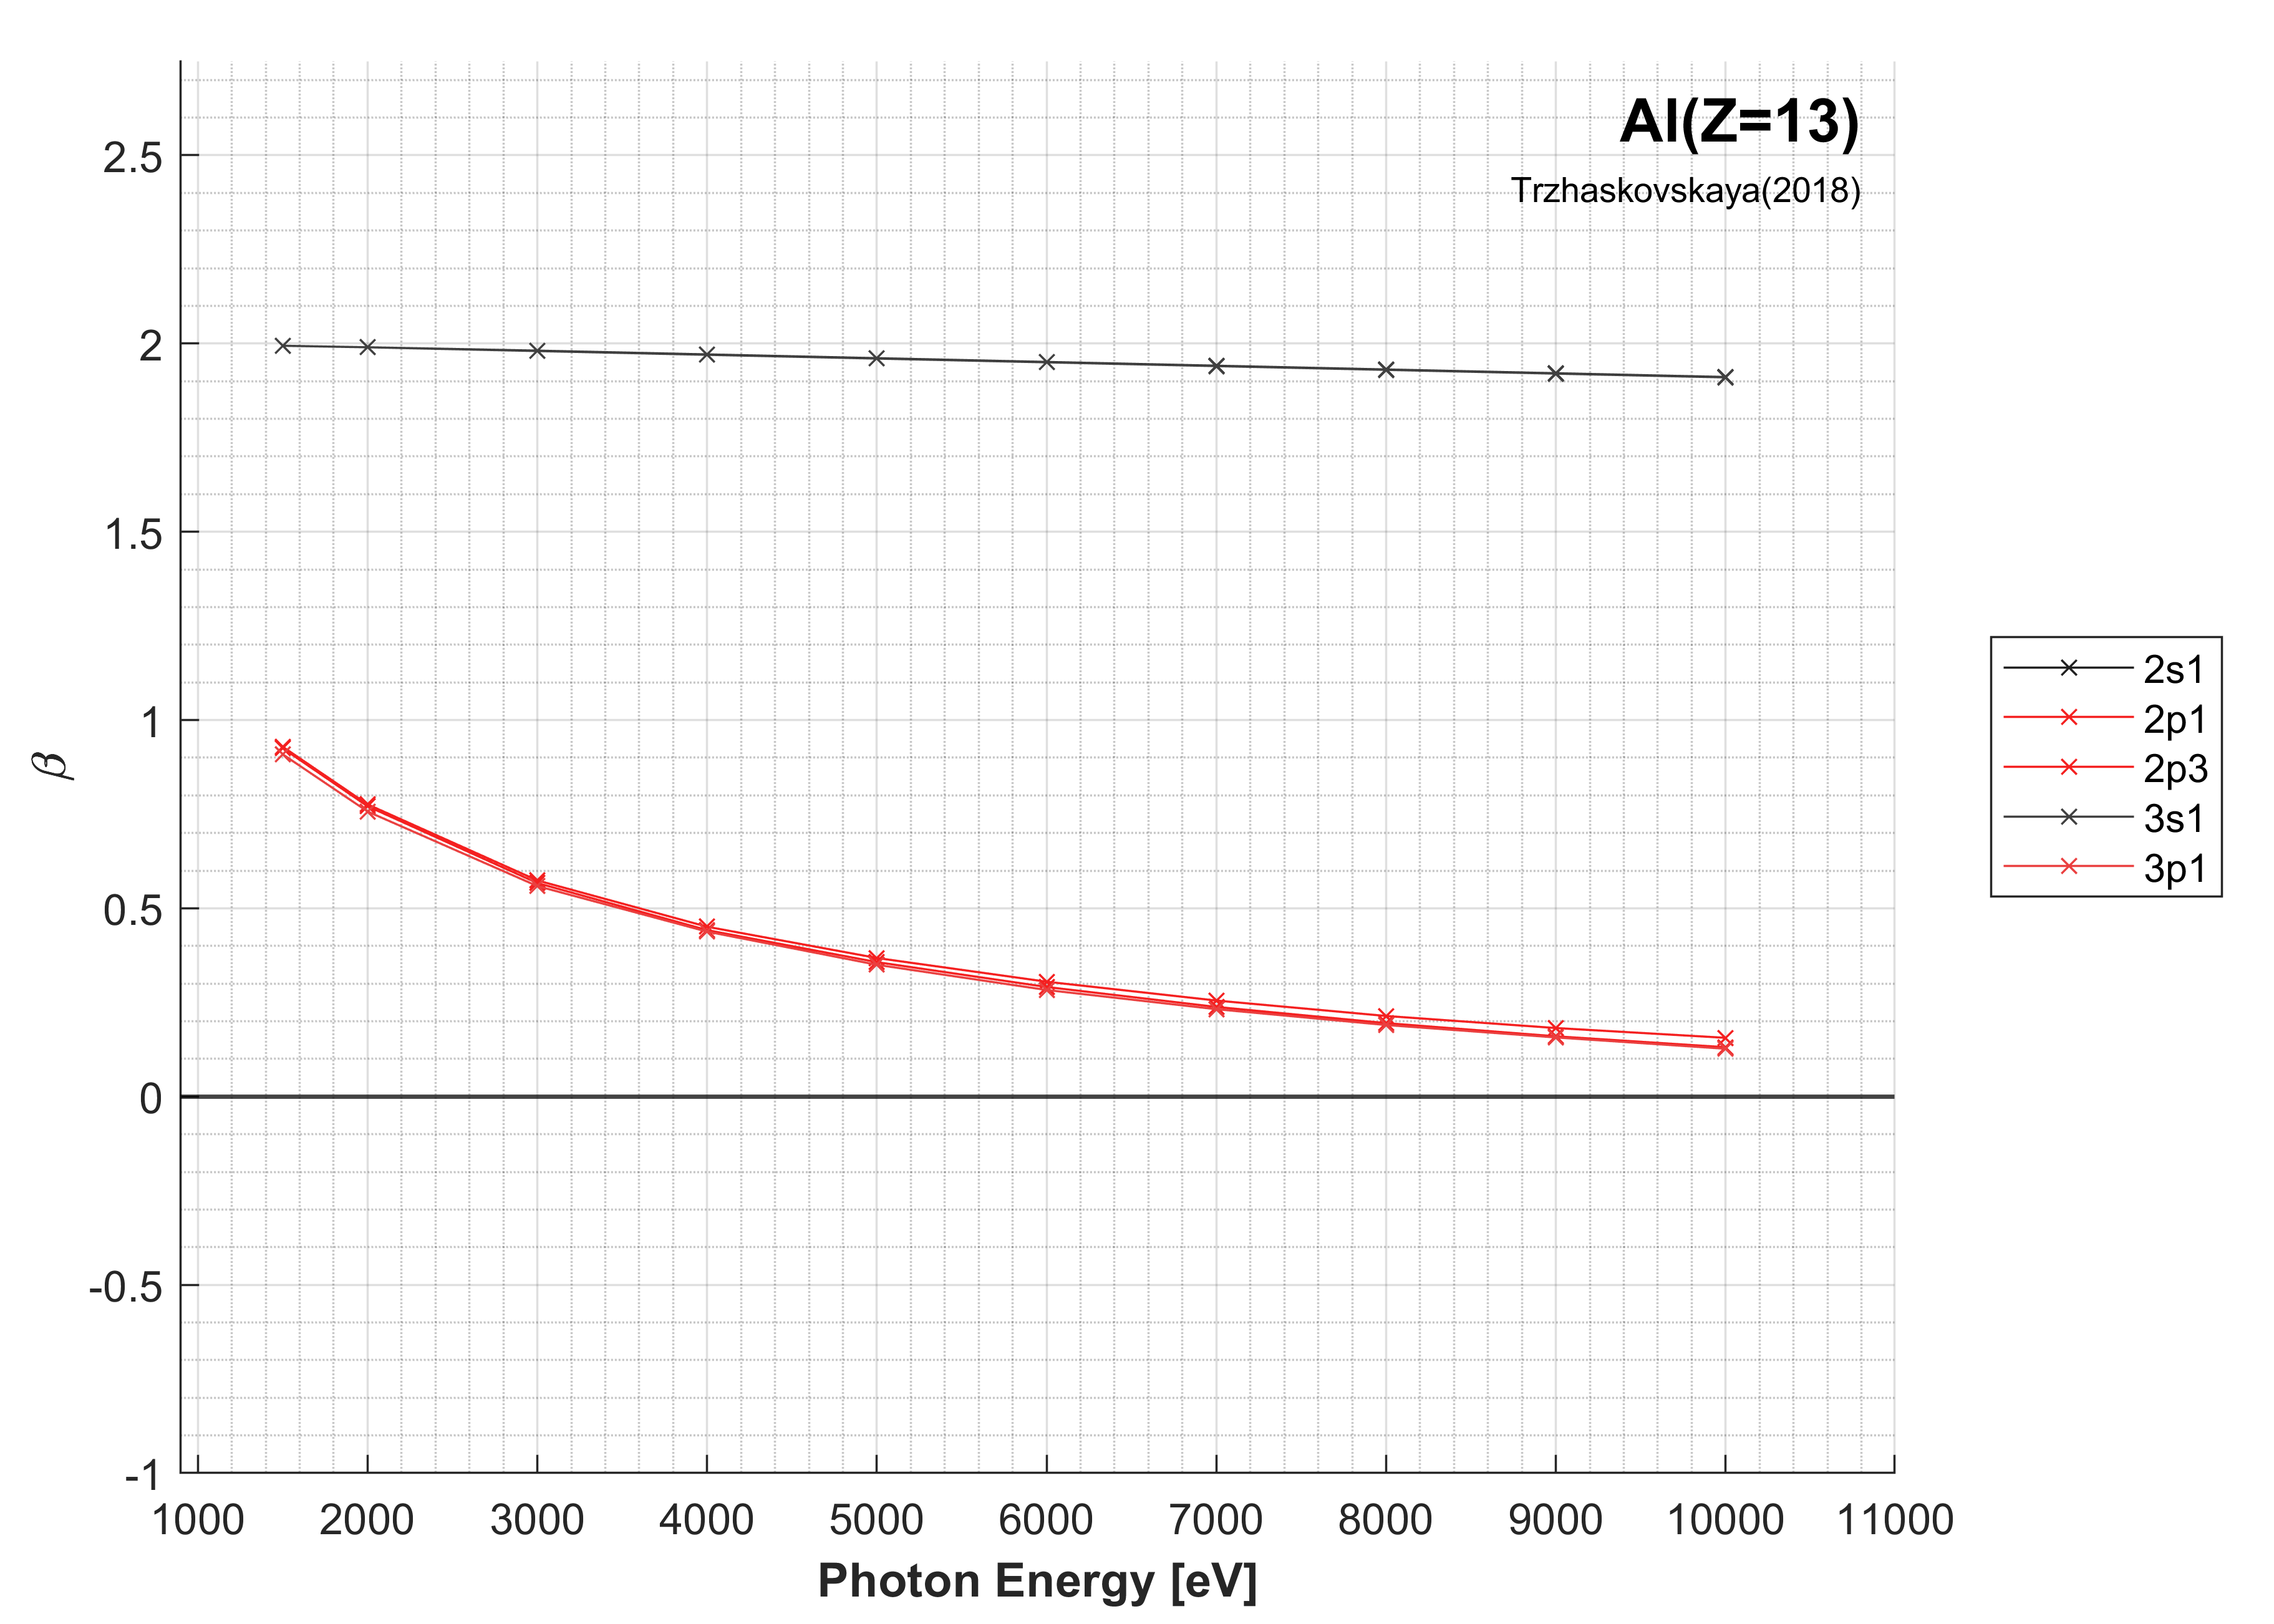 Al(Z=13)
Trzhaskovskaya(2018)
2.5
2
1.5
1
0.5
0
-0.5
-1
β
1000 2000 3000 4000 5000 6000 7000 8000 9000 10000 11000
Photon Energy [eV]
2s1
2p1
2p3
3s1
3p1